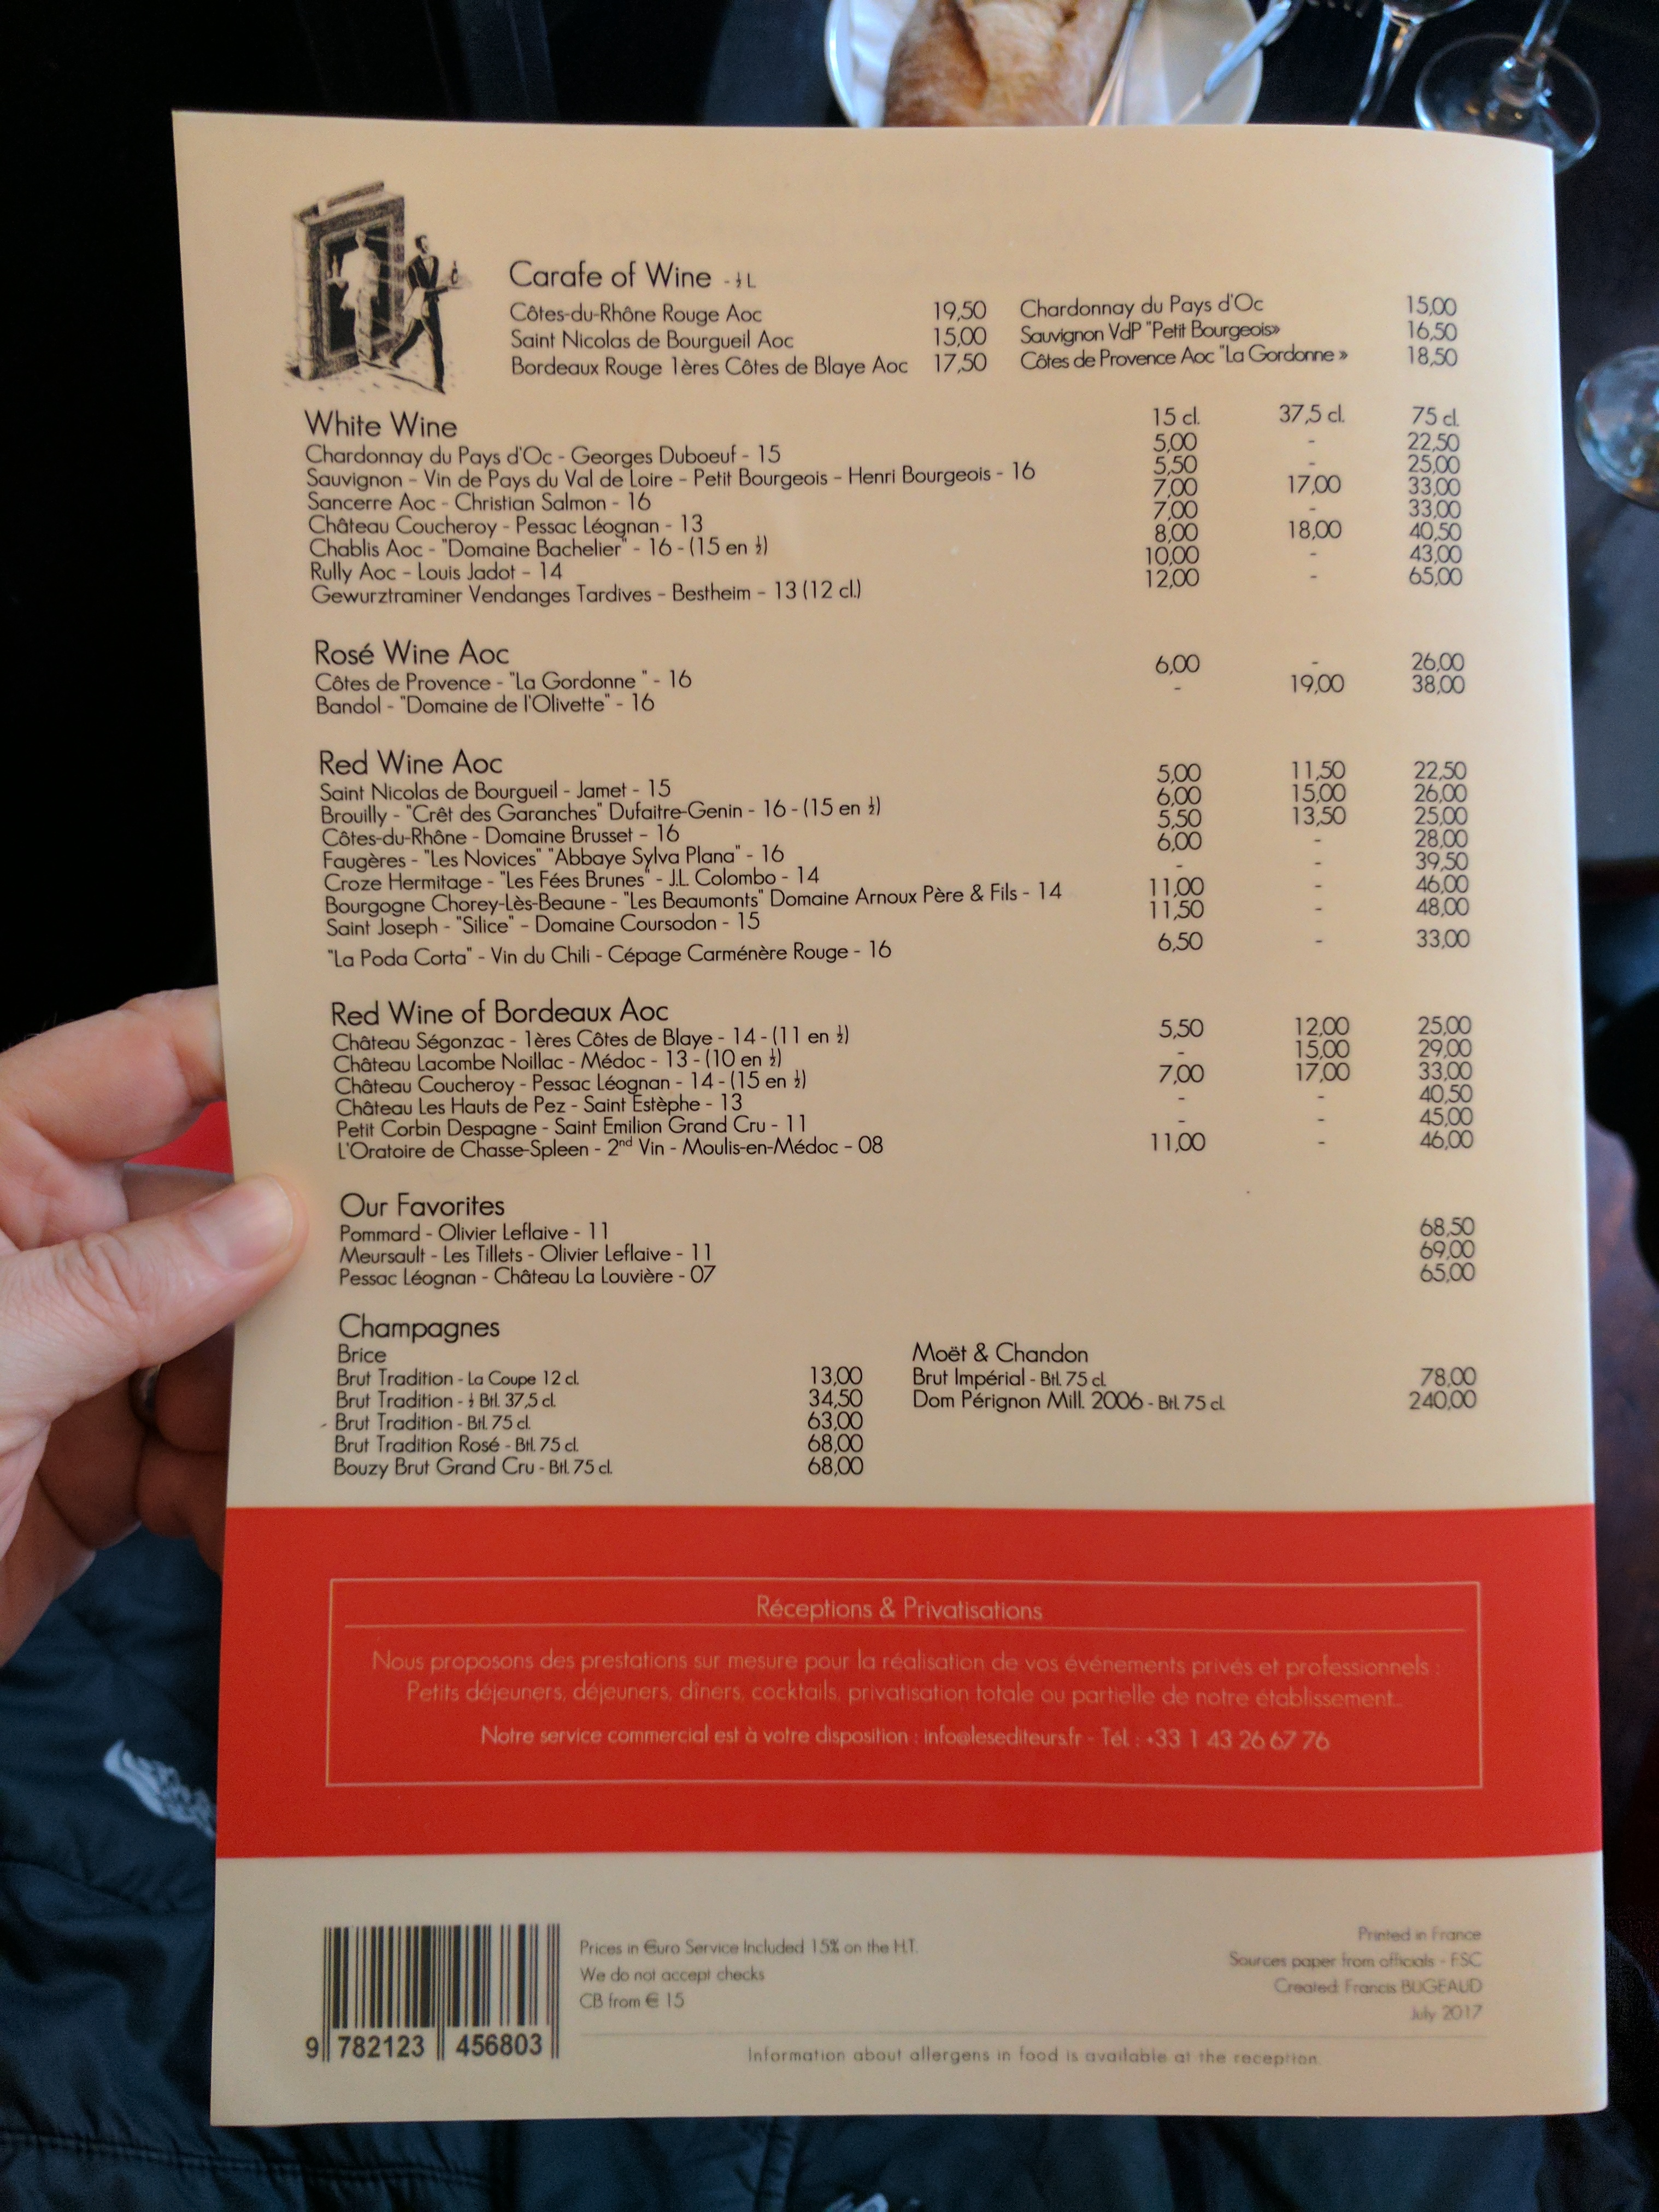 Carafe of Wine - ½ L
Côtes-du-Rhône Rouge Aoc 19,50 Chardonnay du Pays d'Oc 15,00
Saint Nicolas de Bourgueil Aoc 15,00 Sauvignon VdP "Petit Bourgeois» 16,50
Bordeaux Rouge 1ères Côtes de Blaye Aoc 17,50 Côtes de Provence Aoc "La Gordonne » 18,50
White Wine 15 cl. 37,5 cl. 75 cl.
Chardonnay du Pays d'Oc - Georges Duboeuf - 15 5,00 - 22,50
Sauvignon - Vin de Pays du Val de Loire - Petit Bourgeois - Henri Bourgeois - 16 5,50 - 25,00
Sancerre Aoc - Christian Salmon - 16 7,00 17,00 33,00
Château Coucheroy - Pessac Léognan - 13 7,00 - 33,00
Chablis Aoc - "Domaine Bachelier" - 16 - (15 en ½) 8,00 18,00 40,50
Rully Aoc - Louis Jadot - 14 10,00 - 43,00
Gewurztraminer Vendanges Tardives - Bestheim - 13 (12 cl.) 12,00 - 65,00
Rosé Wine Aoc
Côtes de Provence - "La Gordonne " - 16 6,00 - 26,00
Bandol - "Domaine de l'Olivette" - 16 - 19,00 38,00
Red Wine Aoc
Saint Nicolas de Bourgueil - Jamet - 15 5,00 11,50 22,50
Brouilly - "Crêt des Garanches" Dufaitre-Genin - 16 - (15 en ½) 6,00 15,00 26,00
Côtes-du-Rhône - Domaine Brusset - 16 5,50 13,50 25,00
Faugères - "Les Novices" "Abbaye Sylva Plana" - 16 6,00 - 28,00
Croze Hermitage - "Les Fées Brunes" - J.L. Colombo - 14 - - 39,50
Bourgogne Chorey-Lès-Beaune - "Les Beaumonts" Domaine Arnoux Père & Fils - 14 11,00 - 46,00
Saint Joseph - "Silice" - Domaine Coursodon - 15 11,50 - 48,00
"La Poda Corta" - Vin du Chili - Cépage Carménère Rouge - 16 6,50 - 33,00
Red Wine of Bordeaux Aoc
Château Ségonzac - 1ères Côtes de Blaye - 14 - (11 en ½) 5,50 12,00 25,00
Château Lacombe Noillac - Médoc - 13 - (10 en ½) - 15,00 29,00
Château Coucheroy - Pessac Léognan - 14 - (15 en ½) 7,00 17,00 33,00
Château Les Hauts de Pez - Saint Estèphe - 13 - - 40,50
Petit Corbin Despagne - Saint Emilion Grand Cru - 11 - - 45,00
L'Oratoire de Chasse-Spleen - 2nd Vin - Moulis-en-Médoc - 08 11,00 - 46,00
Our Favorites
Pommard - Olivier Leflaive - 11 68,50
Meursault - Les Tillets - Olivier Leflaive - 11 69,00
Pessac Léognan - Château La Louvière - 07 65,00
Champagnes
Brice Moët & Chandon
Brut Tradition - La Coupe 12 cl. 13,00 Brut Impérial - Btl. 75 cl. 78,00
Brut Tradition - ½ Btl. 37,5 cl. 34,50 Dom Pérignon Mill. 2006 - Btl. 75 cl. 240,00
- Brut Tradition - Btl. 75 cl. 63,00
Brut Tradition Rosé - Btl. 75 cl. 68,00
Bouzy Brut Grand Cru - Btl. 75 cl. 68,00
Réceptions & Privatisations
Nous proposons des prestations sur mesure pour la réalisation de vos événements privés et professionnels :
Petits déjeuners, déjeuners, dîners, cocktails, privatisation totale ou partielle de notre établissement...
Notre service commercial est à votre disposition : info@lesediteurs.fr - Tél. : +33 1 43 26 67 76
Prices in €uro Service Included 15% on the H.T.
We do not accept checks
CB from € 15
Printed in France
Sources paper from officials - FSC
Created: Francis BUGEAUD
July 2017
9 782123 456803
Information about allergens in food is available at the reception.